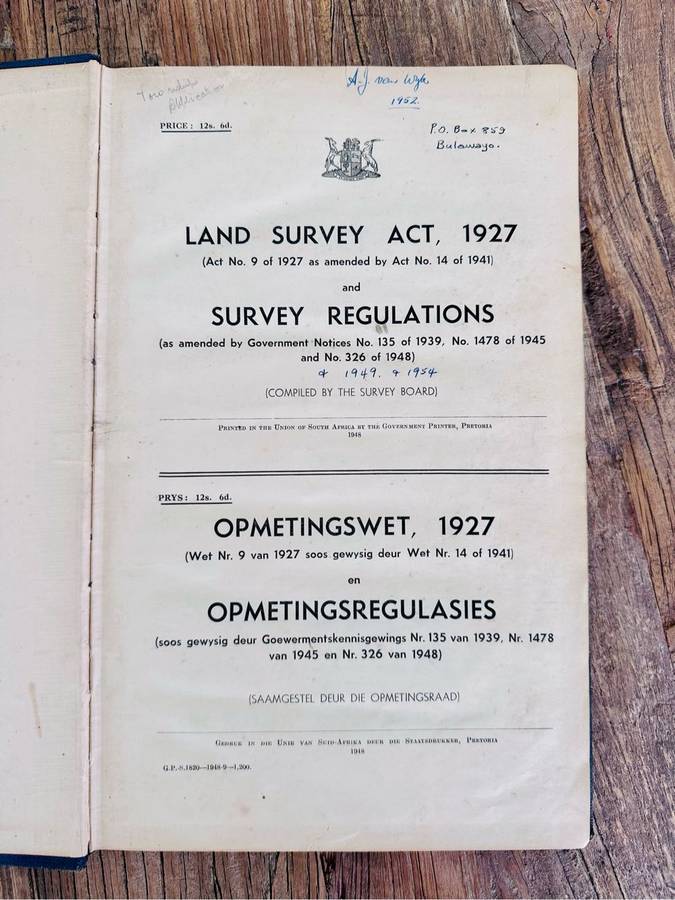 A. J. van Wyk
1952.
PRICE: 12s. 6d.
P.O. Box 859
Bulawayo.
LAND SURVEY ACT, 1927
(Act No. 9 of 1927 as amended by Act No. 14 of 1941)
and
SURVEY REGULATIONS
(as amended by Government Notices No. 135 of 1939, No. 1478 of 1945
and No. 326 of 1948)
& 1949. & 1954
(COMPILED BY THE SURVEY BOARD)
Printed in the Union of South Africa by the Government Printer, Pretoria
1948
PRYS: 12s. 6d.
OPMETINGSWET, 1927
(Wet Nr. 9 van 1927 soos gewysig deur Wet Nr. 14 of 1941)
en
OPMETINGSREGULASIES
(soos gewysig deur Goewermentskennisgewings Nr. 135 van 1939, Nr. 1478
van 1945 en Nr. 326 van 1948)
(SAAMGESTEL DEUR DIE OPMETINGSRAAD)
Gedruk in die Unie van Suid-Afrika deur die Staatsdrukker, Pretoria
1948
G.P.-S.1820—1948-9—1,200.